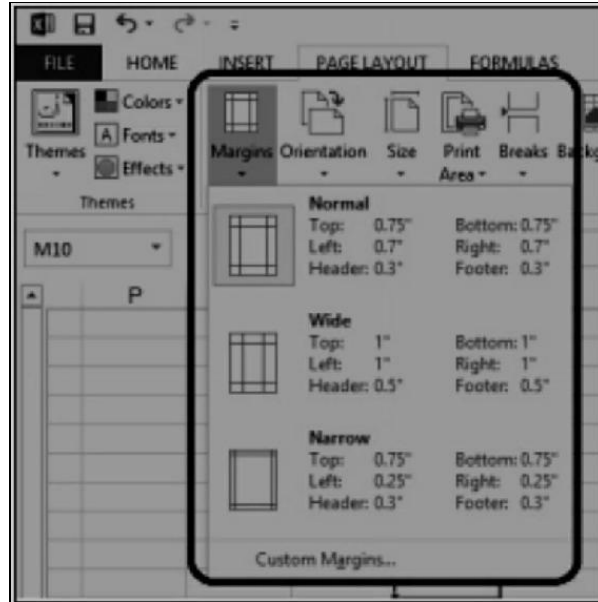 FILE HOME INSERT PAGE LAYOUT FORMULAS
Colors
A Fonts
Effects
Themes
Margins Orientation Size Print Area Breaks Backg
Themes
M10
P
Normal
Top: 0.75" Bottom: 0.75"
Left: 0.7" Right: 0.7"
Header: 0.3" Footer: 0.3"
Wide
Top: 1" Bottom: 1"
Left: 1" Right: 1"
Header: 0.5" Footer: 0.5"
Narrow
Top: 0.75" Bottom: 0.75"
Left: 0.25" Right: 0.25"
Header: 0.3" Footer: 0.3"
Custom Margins...